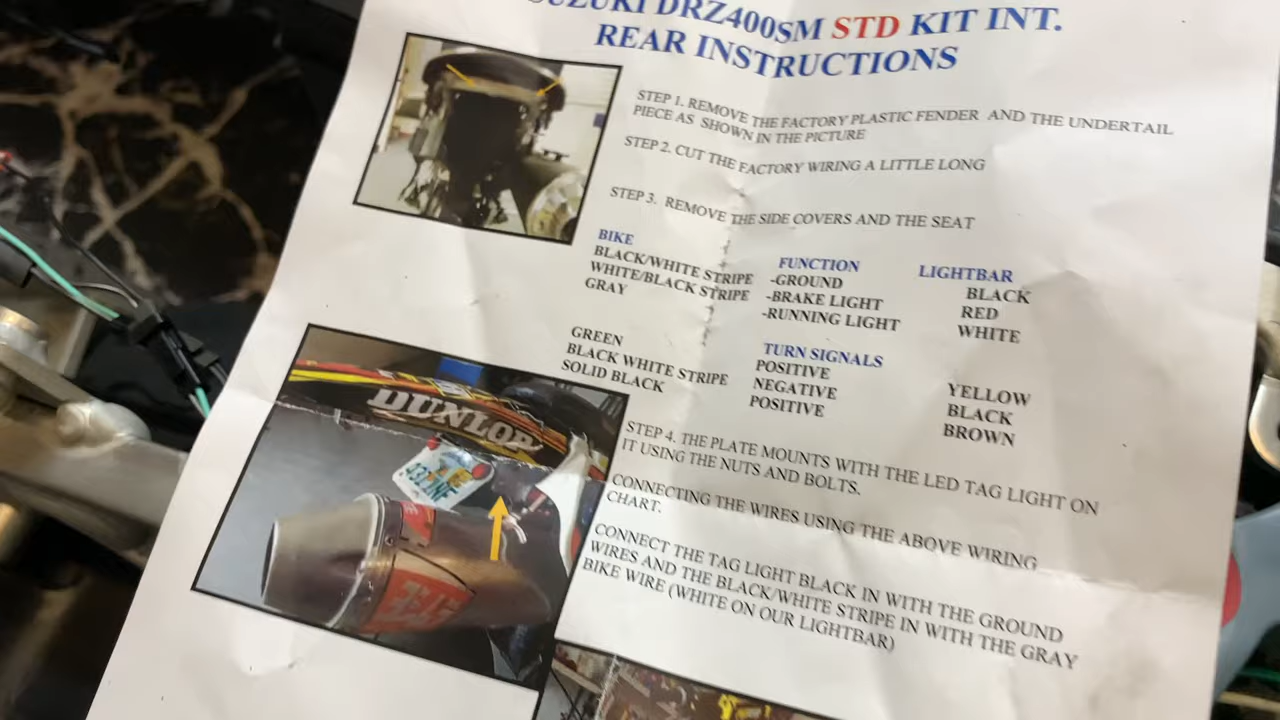 SUZUKI DRZ400SM STD KIT INT.
REAR INSTRUCTIONS
STEP 1. REMOVE THE FACTORY PLASTIC FENDER AND THE UNDERTAIL
PIECE AS SHOWN IN THE PICTURE
STEP 2. CUT THE FACTORY WIRING A LITTLE LONG
STEP 3. REMOVE THE SIDE COVERS AND THE SEAT
BIKE FUNCTION LIGHTBAR
BLACK/WHITE STRIPE -GROUND BLACK
WHITE/BLACK STRIPE -BRAKE LIGHT RED
GRAY -RUNNING LIGHT WHITE
TURN SIGNALS
GREEN POSITIVE YELLOW
BLACK WHITE STRIPE NEGATIVE BLACK
SOLID BLACK POSITIVE BROWN
STEP 4. THE PLATE MOUNTS WITH THE LED TAG LIGHT ON
IT USING THE NUTS AND BOLTS.
CONNECTING THE WIRES USING THE ABOVE WIRING
CHART.
CONNECT THE TAG LIGHT BLACK IN WITH THE GROUND
WIRES AND THE BLACK/WHITE STRIPE IN WITH THE GRAY
BIKE WIRE (WHITE ON OUR LIGHTBAR)
DUNLOP